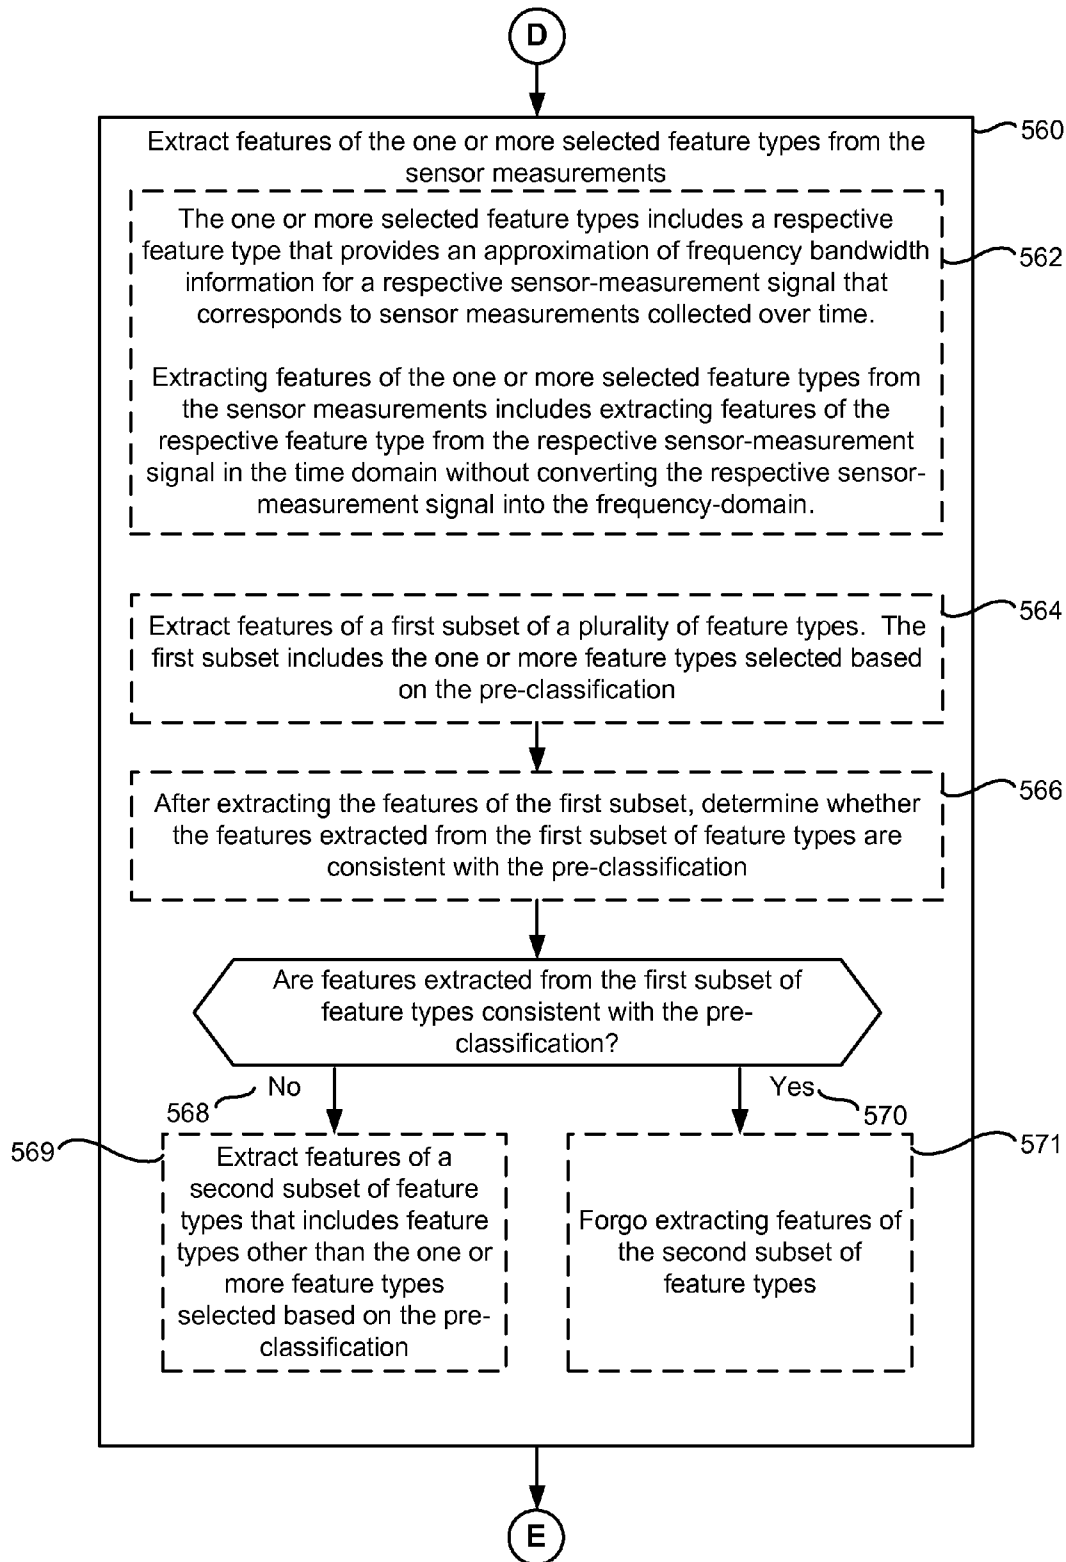 D
560
Extract features of the one or more selected feature types from the
sensor measurements
562
The one or more selected feature types includes a respective
feature type that provides an approximation of frequency bandwidth
information for a respective sensor-measurement signal that
corresponds to sensor measurements collected over time.
Extracting features of the one or more selected feature types from
the sensor measurements includes extracting features of the
respective feature type from the respective sensor-measurement
signal in the time domain without converting the respective sensor-
measurement signal into the frequency-domain.
564
Extract features of a first subset of a plurality of feature types.  The
first subset includes the one or more feature types selected based
on the pre-classification
566
After extracting the features of the first subset, determine whether
the features extracted from the first subset of feature types are
consistent with the pre-classification
Are features extracted from the first subset of
feature types consistent with the pre-
classification?
No
568
Yes
570
569
Extract features of a
second subset of feature
types that includes feature
types other than the one or
more feature types
selected based on the pre-
classification
571
Forgo extracting features of
the second subset of
feature types
E